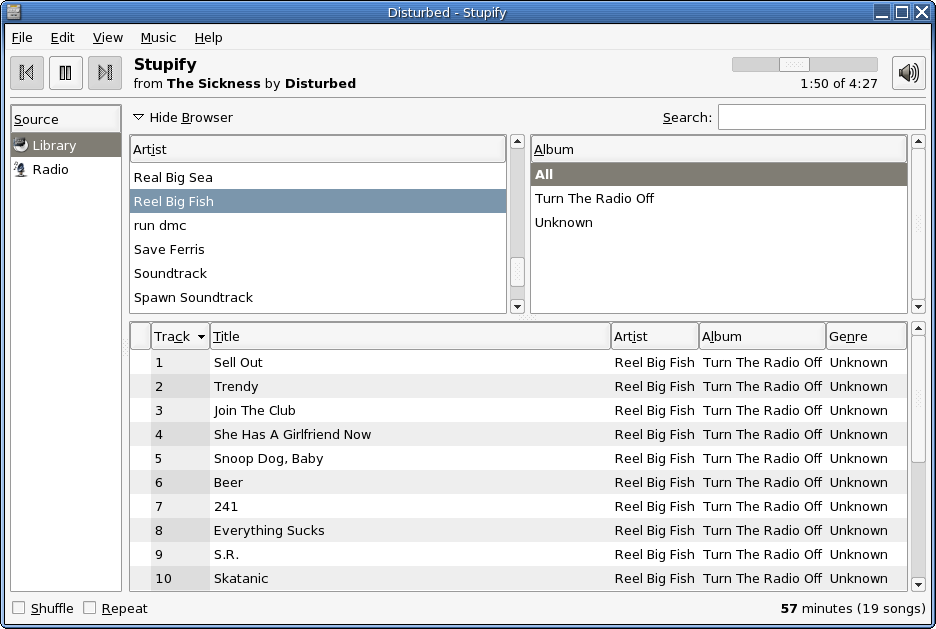 Disturbed - Stupify
File Edit View Music Help
Stupify
from The Sickness by Disturbed
1:50 of 4:27
Source
Library
Radio
Hide Browser
Search:
Artist
Real Big Sea
Reel Big Fish
run dmc
Save Ferris
Soundtrack
Spawn Soundtrack
Album
All
Turn The Radio Off
Unknown
Track Title Artist Album Genre
1 Sell Out Reel Big Fish Turn The Radio Off Unknown
2 Trendy Reel Big Fish Turn The Radio Off Unknown
3 Join The Club Reel Big Fish Turn The Radio Off Unknown
4 She Has A Girlfriend Now Reel Big Fish Turn The Radio Off Unknown
5 Snoop Dog, Baby Reel Big Fish Turn The Radio Off Unknown
6 Beer Reel Big Fish Turn The Radio Off Unknown
7 241 Reel Big Fish Turn The Radio Off Unknown
8 Everything Sucks Reel Big Fish Turn The Radio Off Unknown
9 S.R. Reel Big Fish Turn The Radio Off Unknown
10 Skatanic Reel Big Fish Turn The Radio Off Unknown
Shuffle Repeat
57 minutes (19 songs)